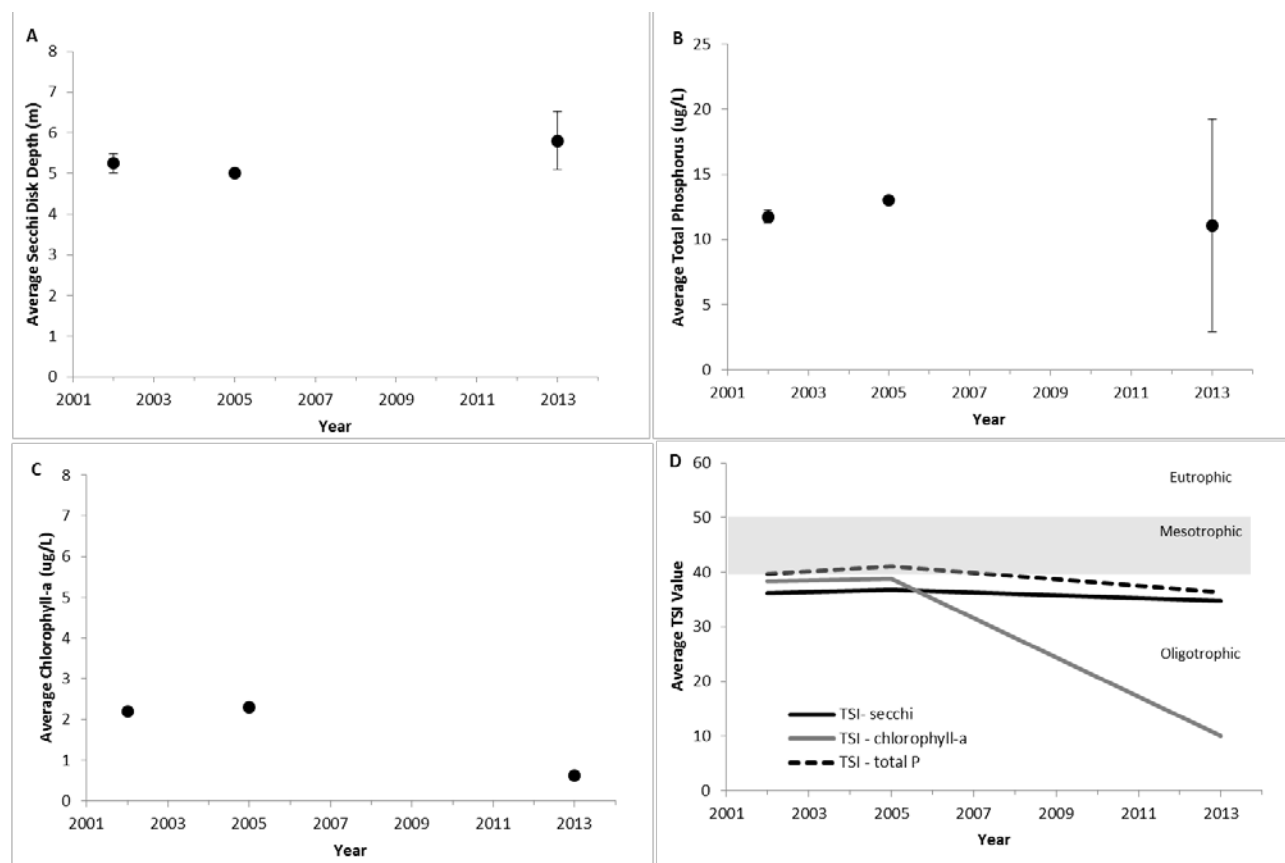 A
Average Secchi Disk Depth (m)
8
7
6
5
4
3
2
1
0
2001 2003 2005 2007 2009 2011 2013
Year
B
Average Total Phosphorus (ug/L)
25
20
15
10
5
0
2001 2003 2005 2007 2009 2011 2013
Year
C
Average Chlorophyll-a (ug/L)
8
7
6
5
4
3
2
1
0
2001 2003 2005 2007 2009 2011 2013
Year
D
Average TSI Value
60
50
40
30
20
10
0
Eutrophic
Mesotrophic
Oligotrophic
TSI- secchi
TSI - chlorophyll-a
TSI - total P
2001 2003 2005 2007 2009 2011 2013
Year